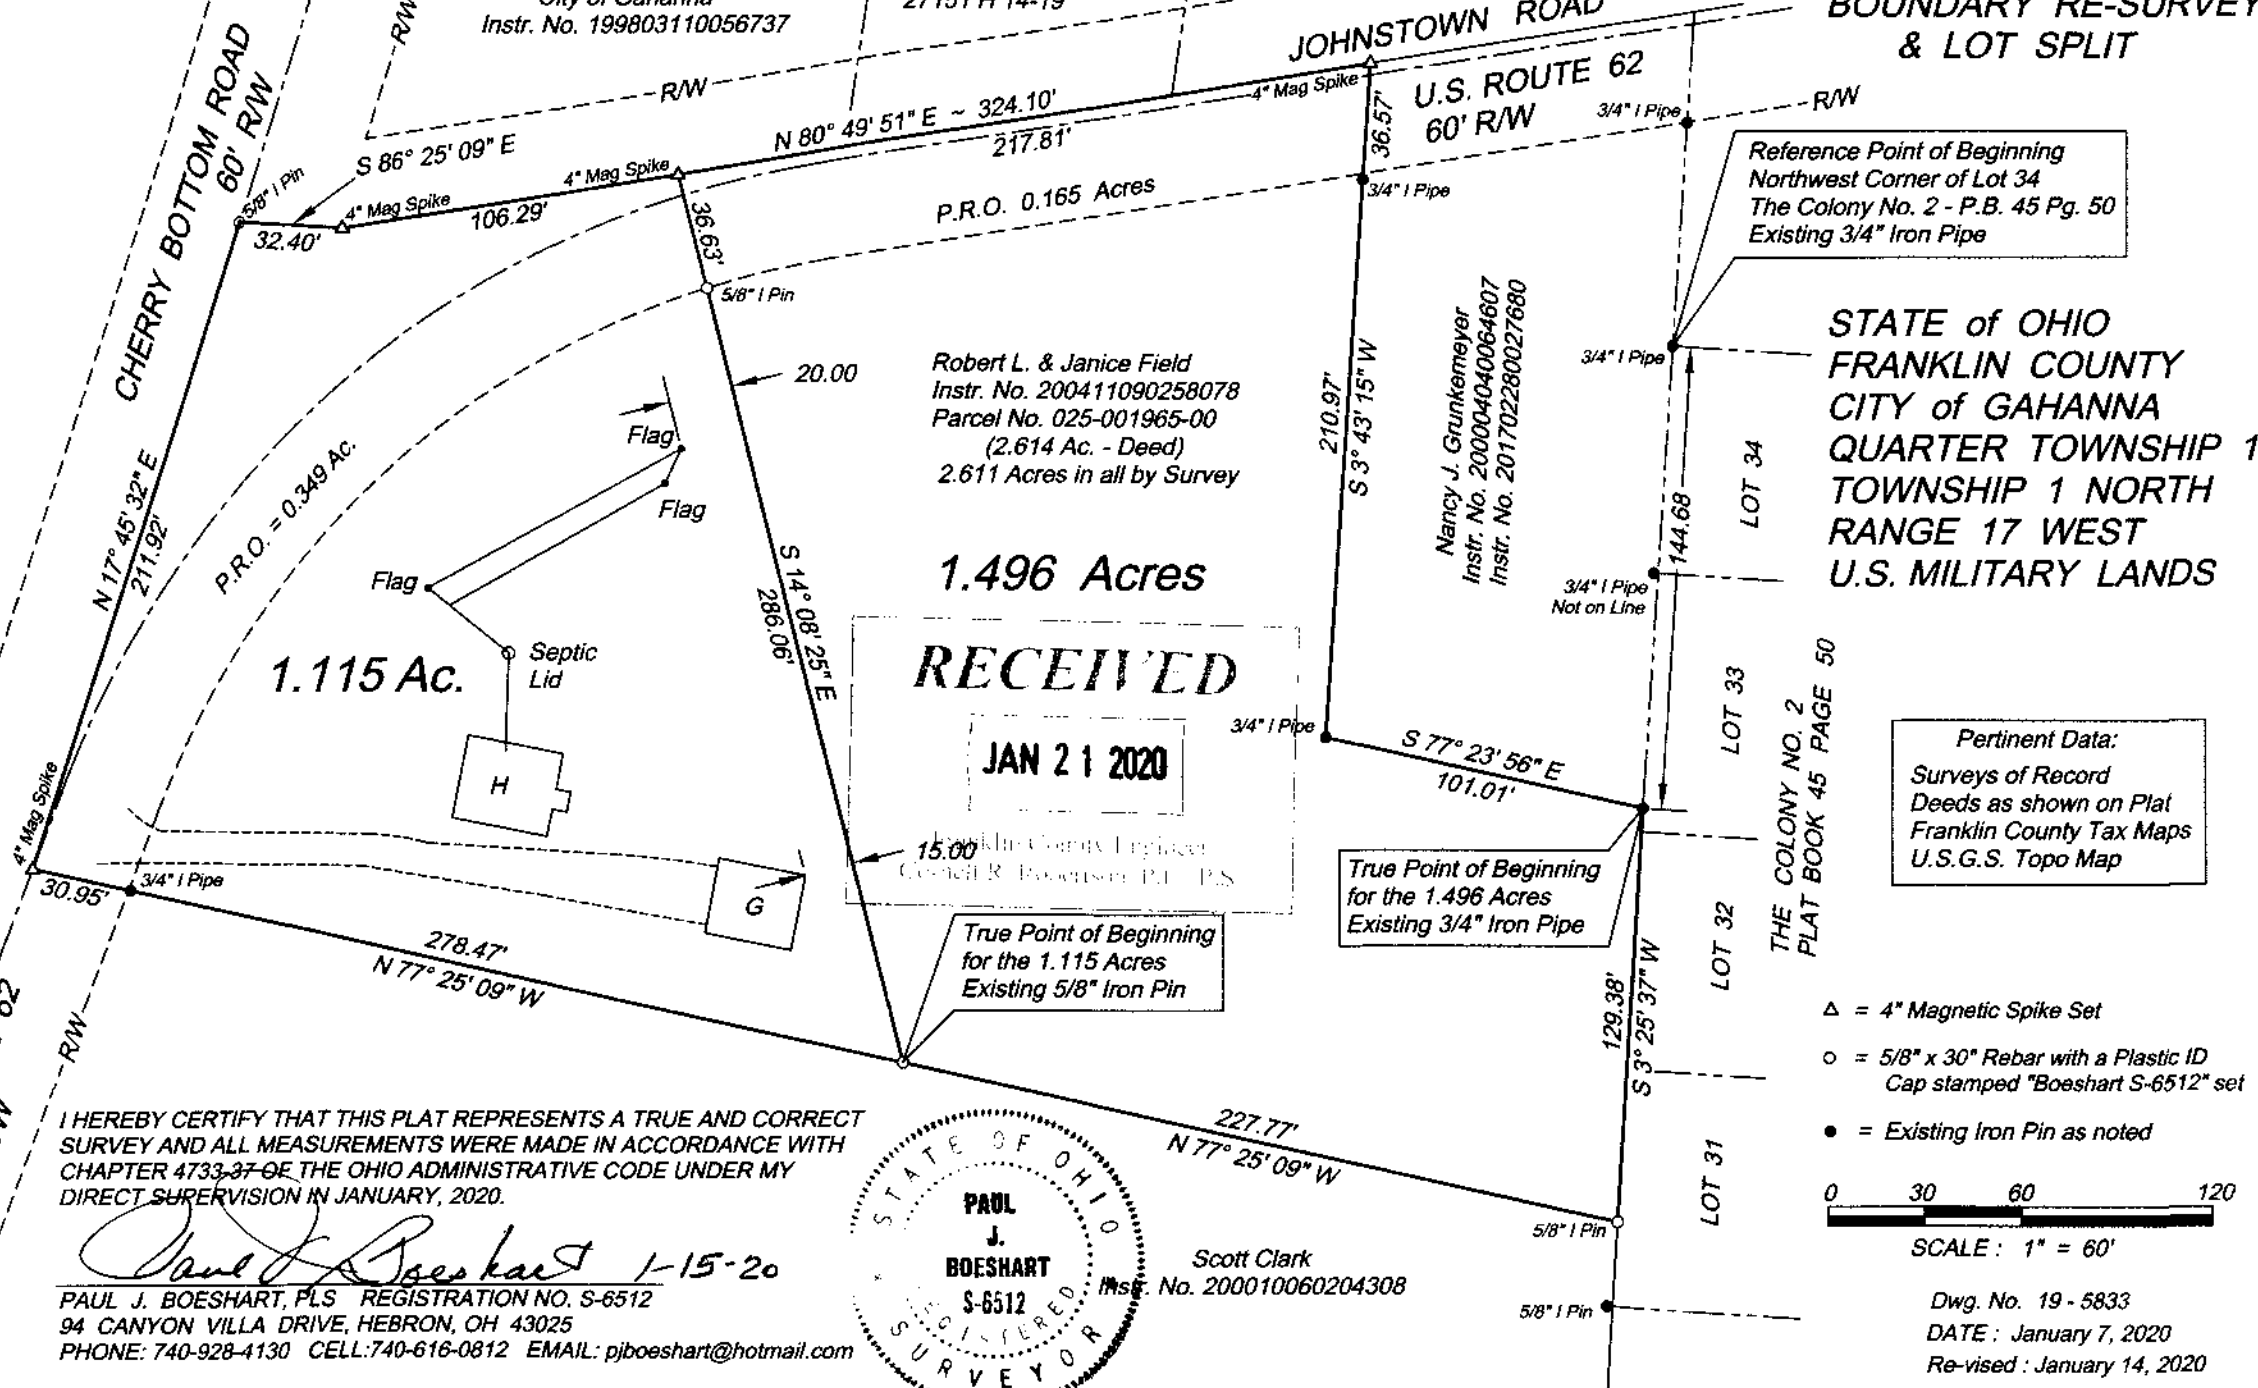 City of Gahanna
Instr. No. 199803110056737
27151 H 14-19
BOUNDARY RE-SURVEY
& LOT SPLIT
JOHNSTOWN ROAD
U.S. ROUTE 62
60' R/W
CHERRY BOTTOM ROAD
60' R/W
R/W
R/W
R/W
4" Mag Spike
36.57'
3/4" I Pipe
3/4" I Pipe
N 80° 49' 51" E ~ 324.10'
217.81'
P.R.O. 0.165 Acres
S 86° 25' 09" E
5/8" I Pin
32.40'
4" Mag Spike
106.29'
4" Mag Spike
36.63'
5/8" I Pin
Reference Point of Beginning
Northwest Corner of Lot 34
The Colony No. 2 - P.B. 45 Pg. 50
Existing 3/4" Iron Pipe
STATE of OHIO
FRANKLIN COUNTY
CITY of GAHANNA
QUARTER TOWNSHIP 1
TOWNSHIP 1 NORTH
RANGE 17 WEST
U.S. MILITARY LANDS
Robert L. & Janice Field
Instr. No. 200411090258078
Parcel No. 025-001965-00
(2.614 Ac. - Deed)
2.611 Acres in all by Survey
20.00
Flag
Flag
Flag
Septic
Lid
H
G
N 17° 45' 32" E
211.92'
P.R.O. = 0.349 Ac.
1.115 Ac.
S 14° 08' 25" E
286.06'
1.496 Acres
210.97'
S 3° 43' 15" W
Nancy J. Grunkemeyer
Instr. No. 200004040064607
Instr. No. 201702280027680
3/4" I Pipe
3/4" I Pipe
Not on Line
144.68
LOT 34
LOT 33
LOT 32
LOT 31
THE COLONY NO. 2
PLAT BOOK 45 PAGE 50
RECEIVED
JAN 21 2020
Franklin County Engineer
Cornell R. Robertson, P.E., P.S.
15.00
3/4" I Pipe
S 77° 23' 56" E
101.01'
Pertinent Data:
Surveys of Record
Deeds as shown on Plat
Franklin County Tax Maps
U.S.G.S. Topo Map
True Point of Beginning
for the 1.496 Acres
Existing 3/4" Iron Pipe
True Point of Beginning
for the 1.115 Acres
Existing 5/8" Iron Pin
4" Mag Spike
30.95'
3/4" I Pipe
278.47'
N 77° 25' 09" W
227.77'
N 77° 25' 09" W
129.38'
S 3° 25' 37" W
62
R/W
W
5/8" I Pin
5/8" I Pin
Scott Clark
Instr. No. 200010060204308
Δ = 4" Magnetic Spike Set
○ = 5/8" x 30" Rebar with a Plastic ID
Cap stamped "Boeshart S-6512" set
● = Existing Iron Pin as noted
0 30 60 120
SCALE : 1" = 60'
Dwg. No. 19 - 5833
DATE : January 7, 2020
Re-vised : January 14, 2020
I HEREBY CERTIFY THAT THIS PLAT REPRESENTS A TRUE AND CORRECT
SURVEY AND ALL MEASUREMENTS WERE MADE IN ACCORDANCE WITH
CHAPTER 4733-37 OF THE OHIO ADMINISTRATIVE CODE UNDER MY
DIRECT SUPERVISION IN JANUARY, 2020.
Paul J Boeshart 1-15-20
PAUL J. BOESHART, PLS REGISTRATION NO. S-6512
94 CANYON VILLA DRIVE, HEBRON, OH 43025
PHONE: 740-928-4130 CELL:740-616-0812 EMAIL: pjboeshart@hotmail.com
STATE OF OHIO
PAUL
J.
BOESHART
S-6512
REGISTERED
SURVEYOR